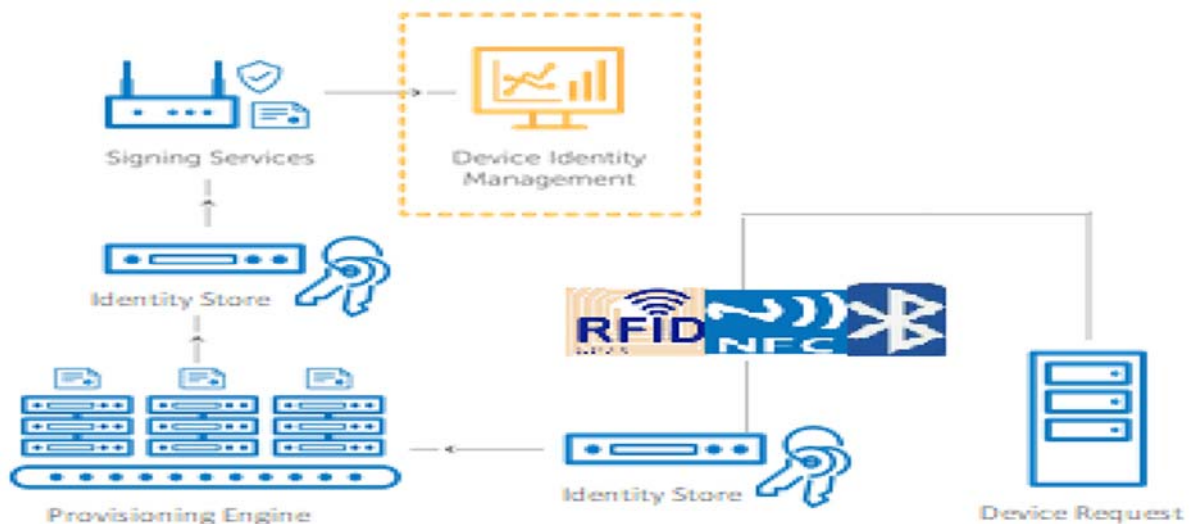 Signing Services
Device Identity
Management
Identity Store
RFID
NFC
Provisioning Engine
Identity Store
Device Request